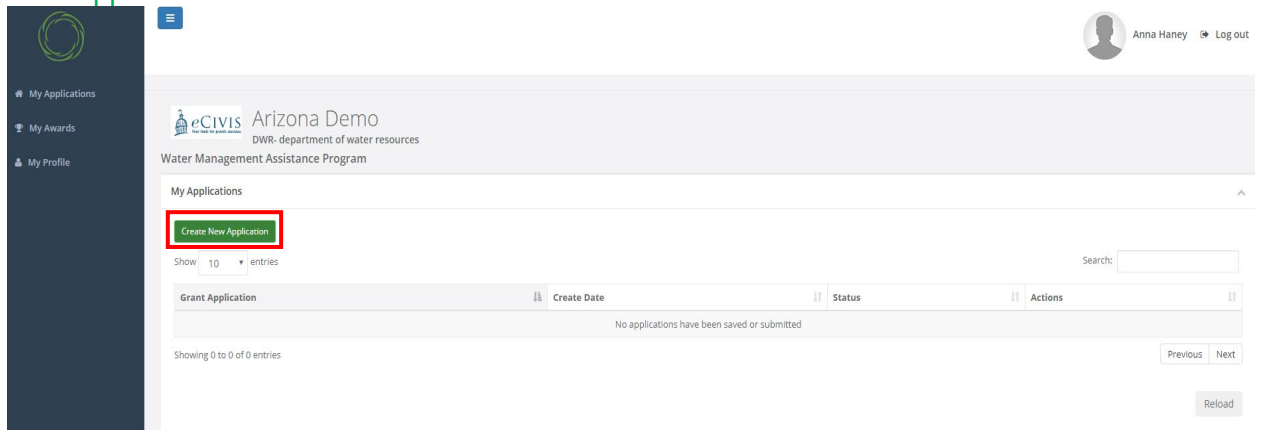 Anna Haney Log out
My Applications
My Awards
My Profile
eCIVIS
Arizona Demo
DWR- department of water resources
Water Management Assistance Program
My Applications
Create New Application
Show 10 entries
Search:
Grant Application Create Date Status Actions
No applications have been saved or submitted
Showing 0 to 0 of 0 entries
Previous Next
Reload